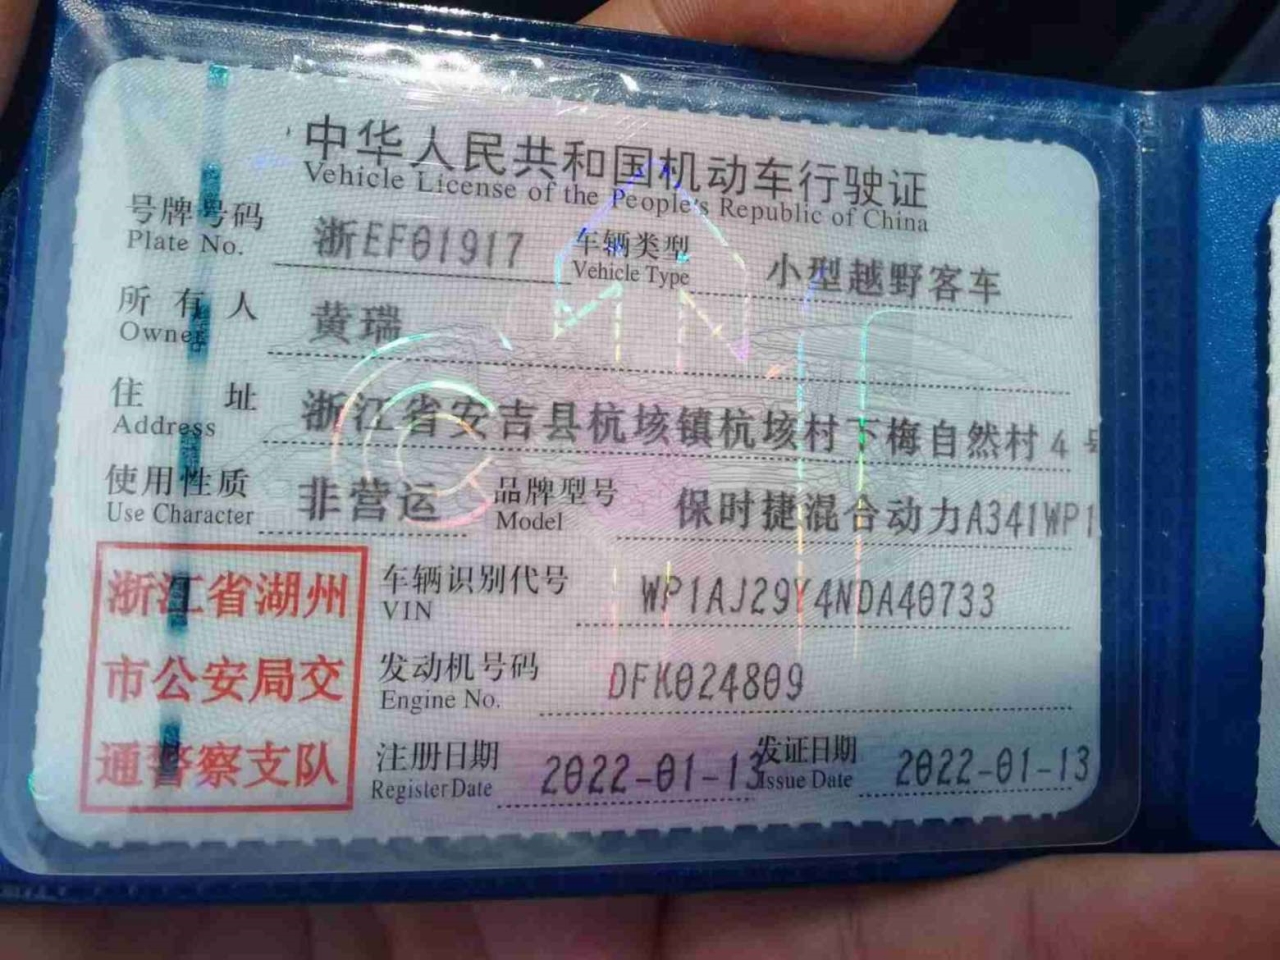 中华人民共和国机动车行驶证
Vehicle License of the People's Republic of China
号牌号码 浙EF01917 车辆类型 小型越野客车
Plate No. Vehicle Type
所有人 黄瑞
Owner
住址 浙江省安吉县杭垓镇杭垓村下梅自然村4号
Address
使用性质 非营运 品牌型号 保时捷混合动力A341WP1
Use Character Model
浙江省湖州
市公安局交
通警察支队
车辆识别代号 WP1AJ29Y4NDA40733
VIN
发动机号码 DFK024809
Engine No.
注册日期 2022-01-13 发证日期 2022-01-13
Register Date Issue Date